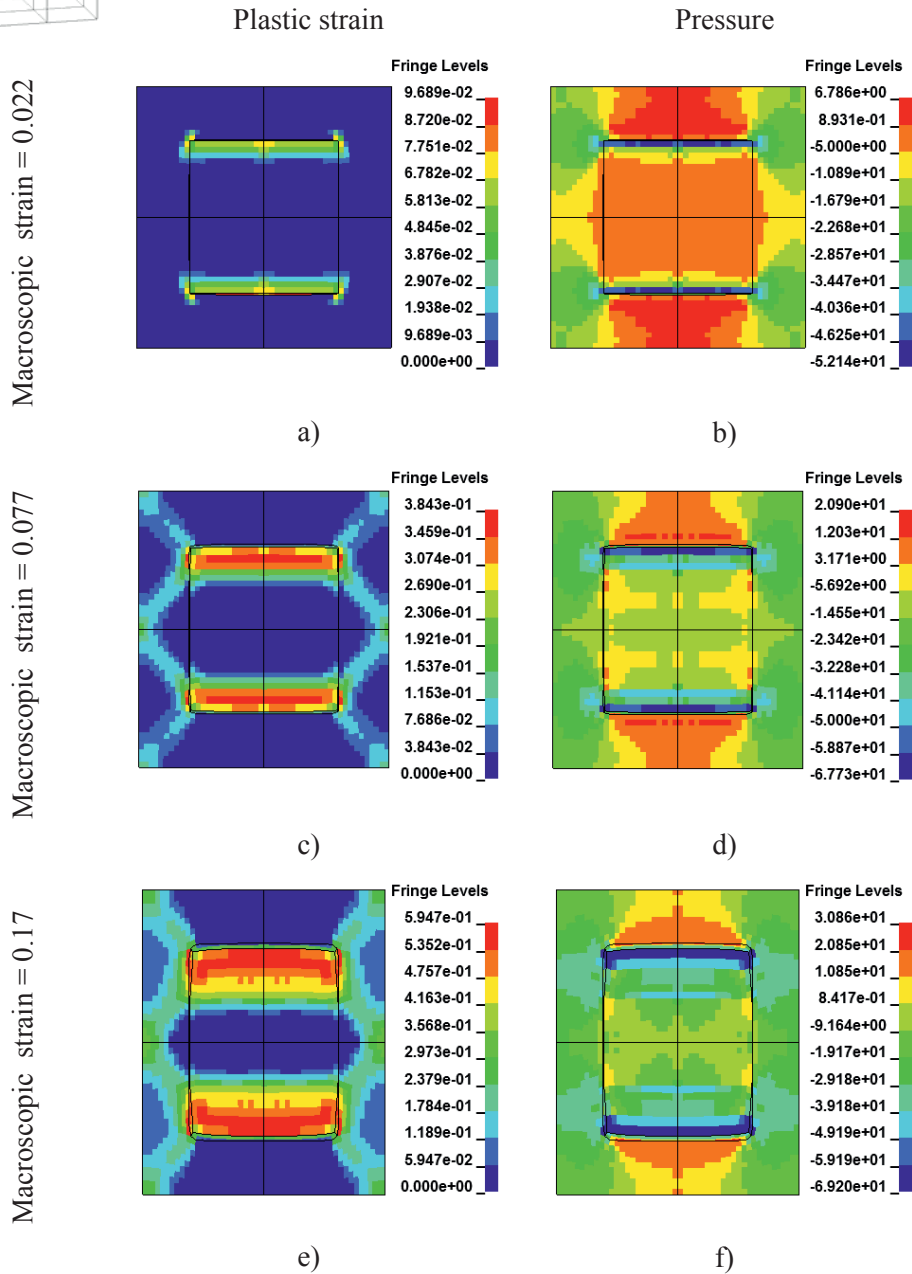 Plastic strain
Pressure
Macroscopic strain = 0.022
Fringe Levels
9.689e-02
8.720e-02
7.751e-02
6.782e-02
5.813e-02
4.845e-02
3.876e-02
2.907e-02
1.938e-02
9.689e-03
0.000e+00
Fringe Levels
6.786e+00
8.931e-01
-5.000e+00
-1.089e+01
-1.679e+01
-2.268e+01
-2.857e+01
-3.447e+01
-4.036e+01
-4.625e+01
-5.214e+01
a)
b)
Macroscopic strain = 0.077
Fringe Levels
3.843e-01
3.459e-01
3.074e-01
2.690e-01
2.306e-01
1.921e-01
1.537e-01
1.153e-01
7.686e-02
3.843e-02
0.000e+00
Fringe Levels
2.090e+01
1.203e+01
3.171e+00
-5.692e+00
-1.455e+01
-2.342e+01
-3.228e+01
-4.114e+01
-5.000e+01
-5.887e+01
-6.773e+01
c)
d)
Macroscopic strain = 0.17
Fringe Levels
5.947e-01
5.352e-01
4.757e-01
4.163e-01
3.568e-01
2.973e-01
2.379e-01
1.784e-01
1.189e-01
5.947e-02
0.000e+00
Fringe Levels
3.086e+01
2.085e+01
1.085e+01
8.417e-01
-9.164e+00
-1.917e+01
-2.918e+01
-3.918e+01
-4.919e+01
-5.919e+01
-6.920e+01
e)
f)